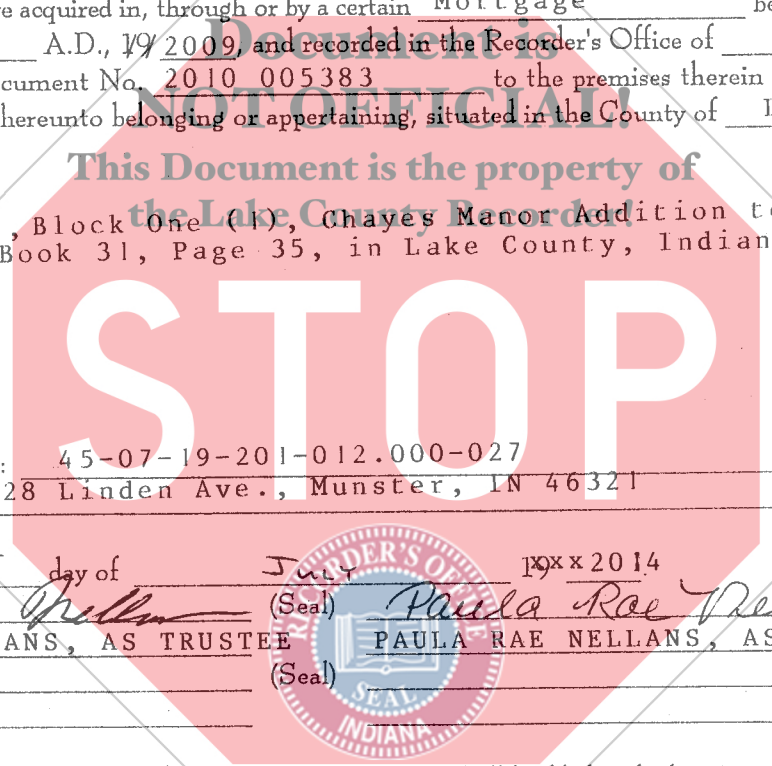 e acquired in, through or by a certain Mortgage be
A.D., 19 2009, and recorded in the Recorder's Office of
Document is
cument No. 2010 005383 to the premises therein
NOT OFFICIAL!
hereunto belonging or appertaining, situated in the County of
This Document is the property of
the Lake County Recorder!
, Block One (1), Chayes Manor Addition to
Book 31, Page 35, in Lake County, Indian
STOP
: 45-07-19-201-012.000-027
28 Linden Ave., Munster, IN 46321
day of July 19xxx2014
(Seal) Paula Rae
ANS, AS TRUSTEE PAULA RAE NELLANS, AS
(Seal)
RECORDER'S OFFICE
SEAL
INDIANA